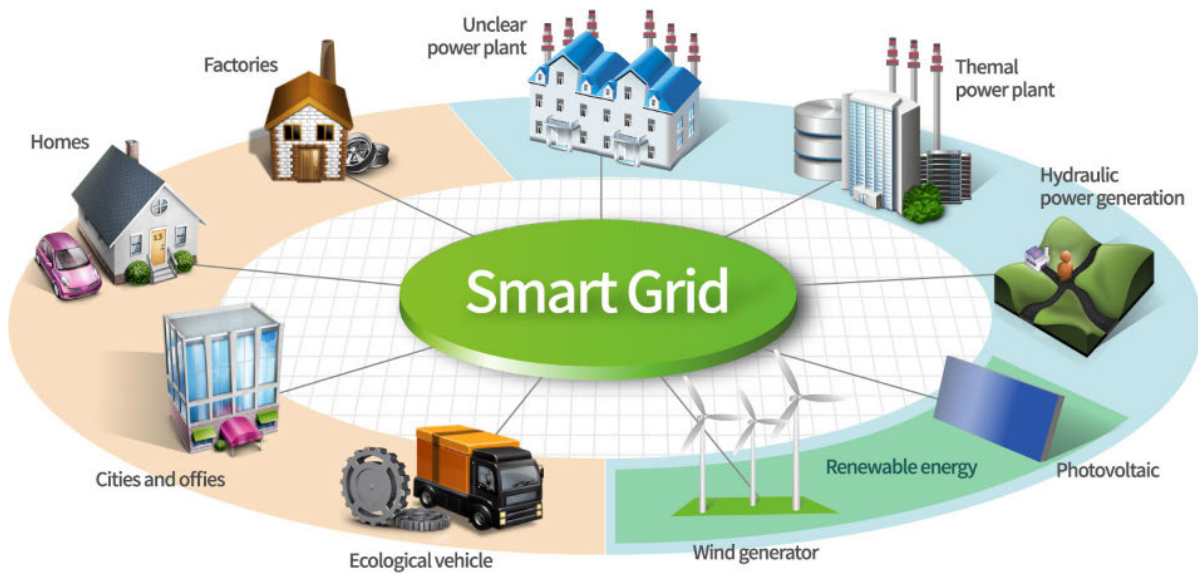 Unclear
power plant
Factories
Themal
power plant
Homes
Hydraulic
power generation
Smart Grid
13
Renewable energy
Photovoltaic
Cities and offies
Wind generator
Ecological vehicle